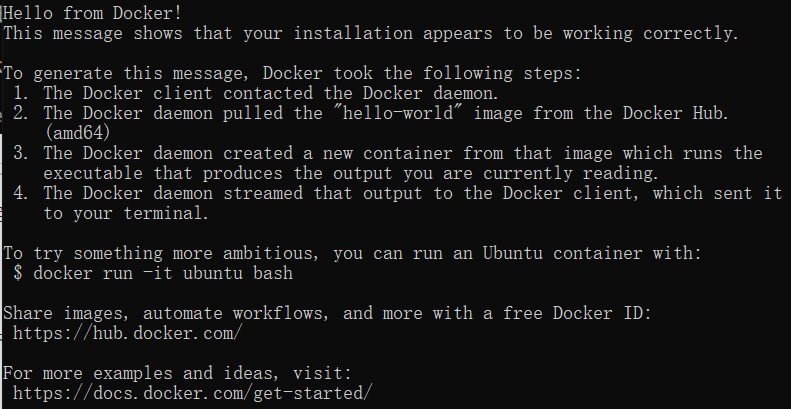 Hello from Docker!
This message shows that your installation appears to be working correctly.
To generate this message, Docker took the following steps:
1. The Docker client contacted the Docker daemon.
2. The Docker daemon pulled the "hello-world" image from the Docker Hub.
(amd64)
3. The Docker daemon created a new container from that image which runs the
executable that produces the output you are currently reading.
4. The Docker daemon streamed that output to the Docker client, which sent it
to your terminal.
To try something more ambitious, you can run an Ubuntu container with:
$ docker run -it ubuntu bash
Share images, automate workflows, and more with a free Docker ID:
https://hub.docker.com/
For more examples and ideas, visit:
https://docs.docker.com/get-started/